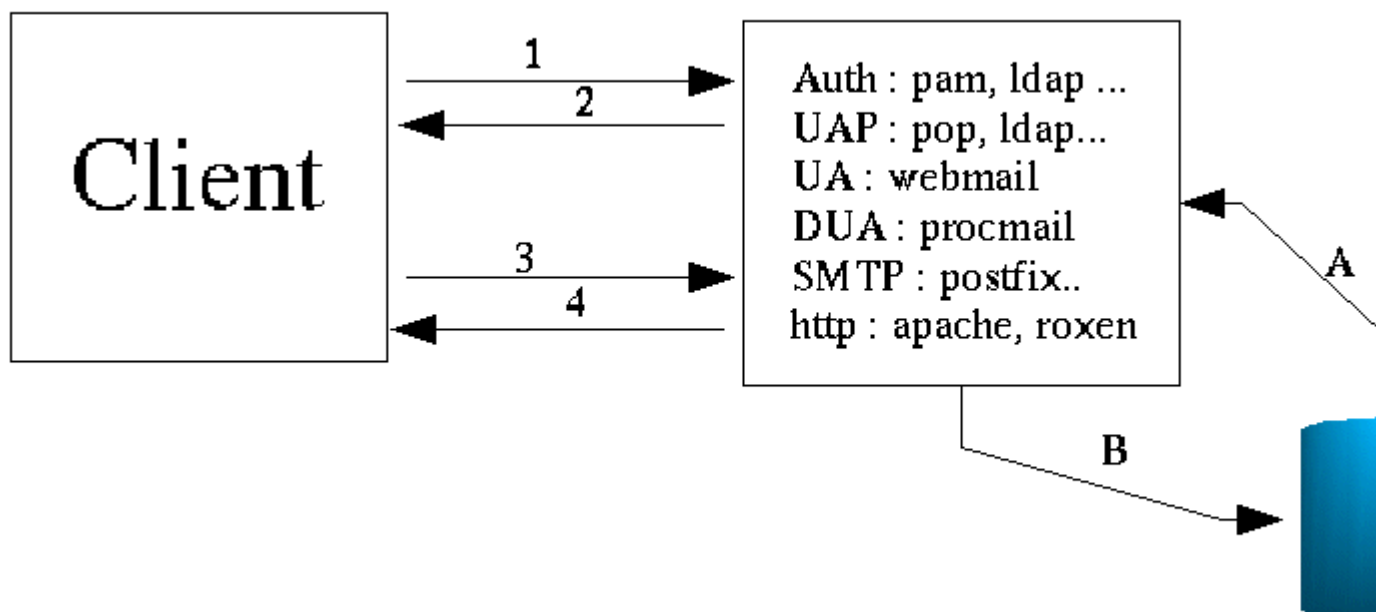 Client
1
2
3
4
Auth : pam, ldap ...
UAP : pop, ldap...
UA : webmail
DUA : procmail
SMTP : postfix..
http : apache, roxen
A
B